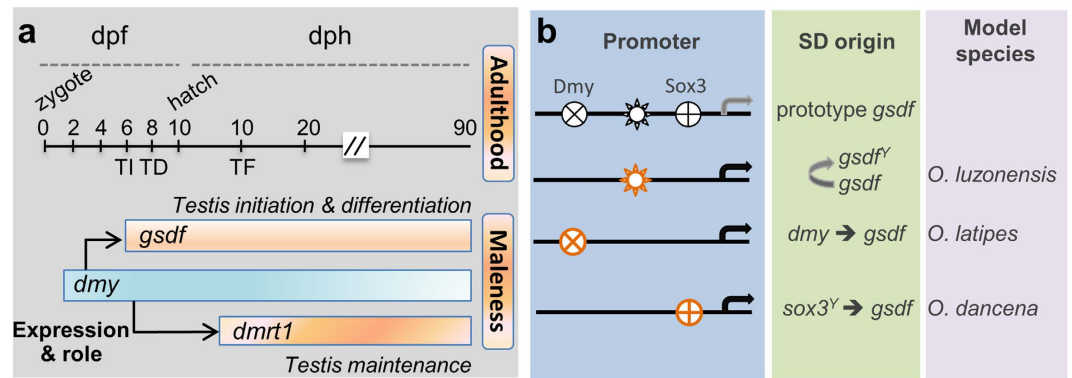 a
dpf
dph
zygote
hatch
0 2 4 6 8 10 10 20 // 90
TI TD TF
Adulthood
Testis initiation & differentiation
gsdf
dmy
Maleness
Expression
& role
dmrt1
Testis maintenance
b
Promoter
SD origin
Model
species
Dmy
Sox3
prototype gsdf
gsdfY
gsdf
O. luzonensis
dmy ➔ gsdf
O. latipes
sox3Y ➔ gsdf
O. dancena